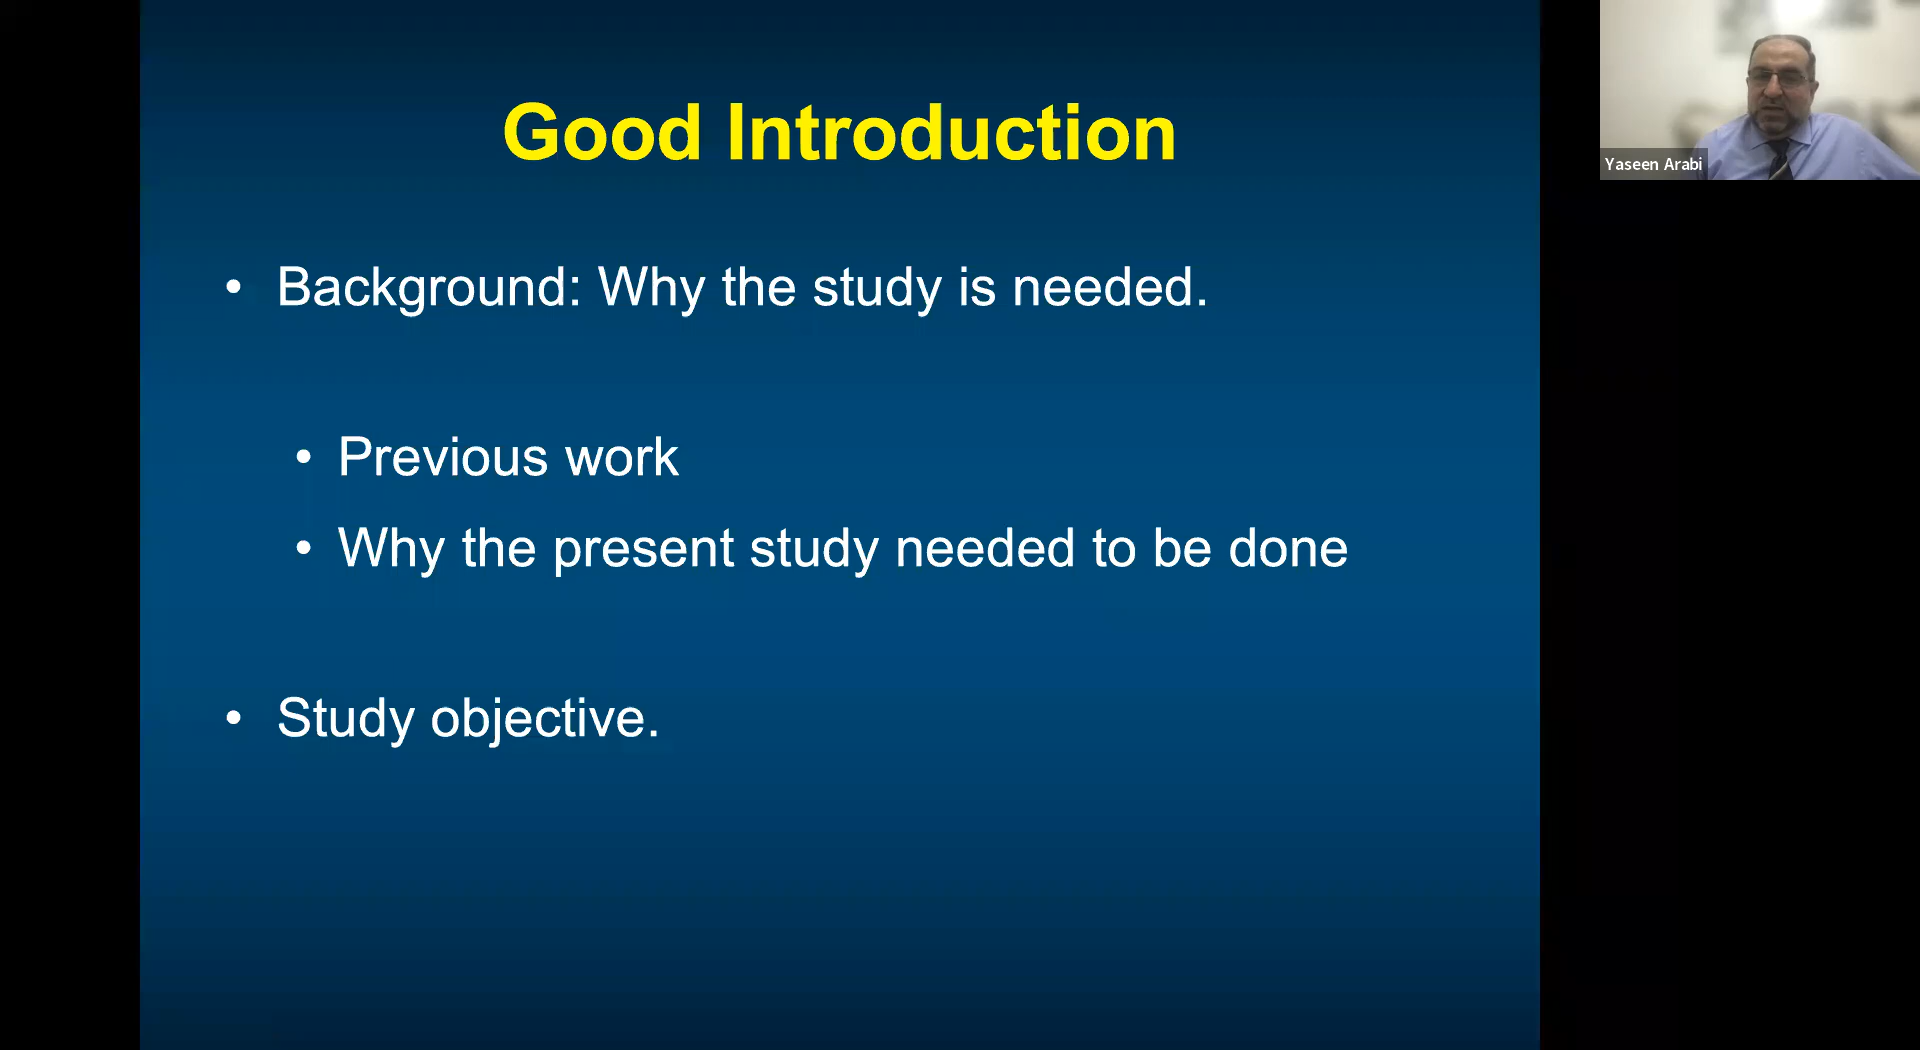 Good Introduction
• Background: Why the study is needed.
• Previous work
• Why the present study needed to be done
• Study objective.
Yaseen Arabi